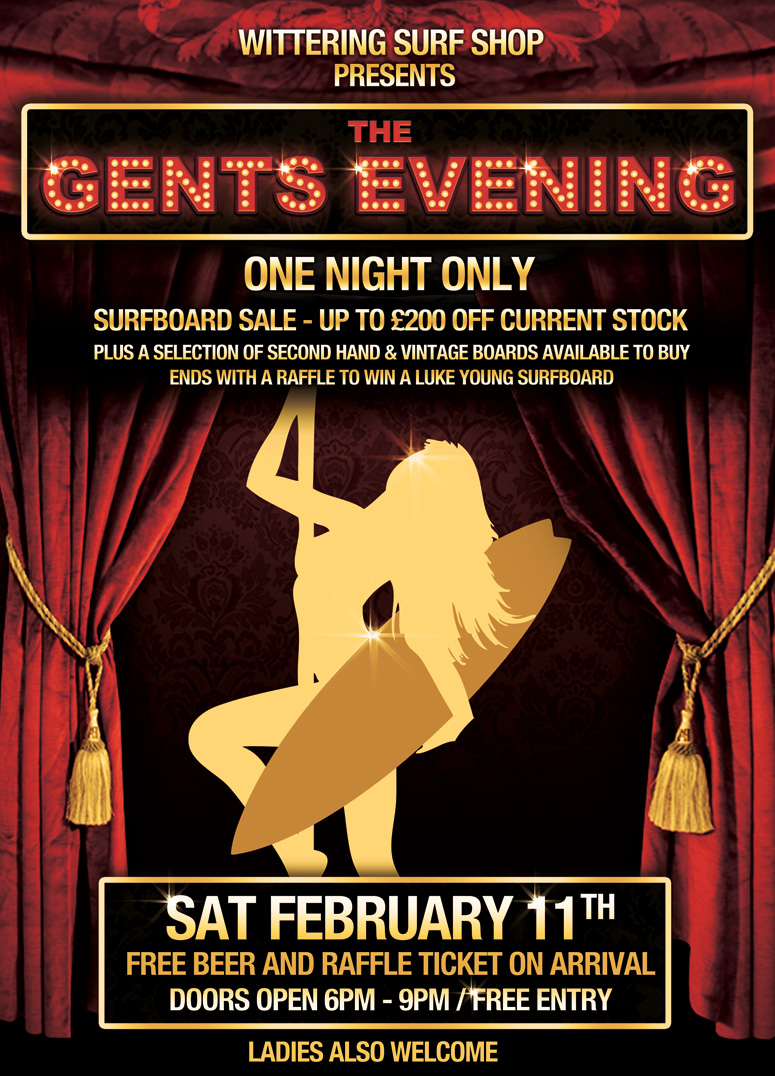 WITTERING SURF SHOP
PRESENTS
THE
GENTS EVENING
ONE NIGHT ONLY
SURFBOARD SALE - UP TO £200 OFF CURRENT STOCK
PLUS A SELECTION OF SECOND HAND & VINTAGE BOARDS AVAILABLE TO BUY
ENDS WITH A RAFFLE TO WIN A LUKE YOUNG SURFBOARD
SAT FEBRUARY 11TH
FREE BEER AND RAFFLE TICKET ON ARRIVAL
DOORS OPEN 6PM - 9PM / FREE ENTRY
LADIES ALSO WELCOME